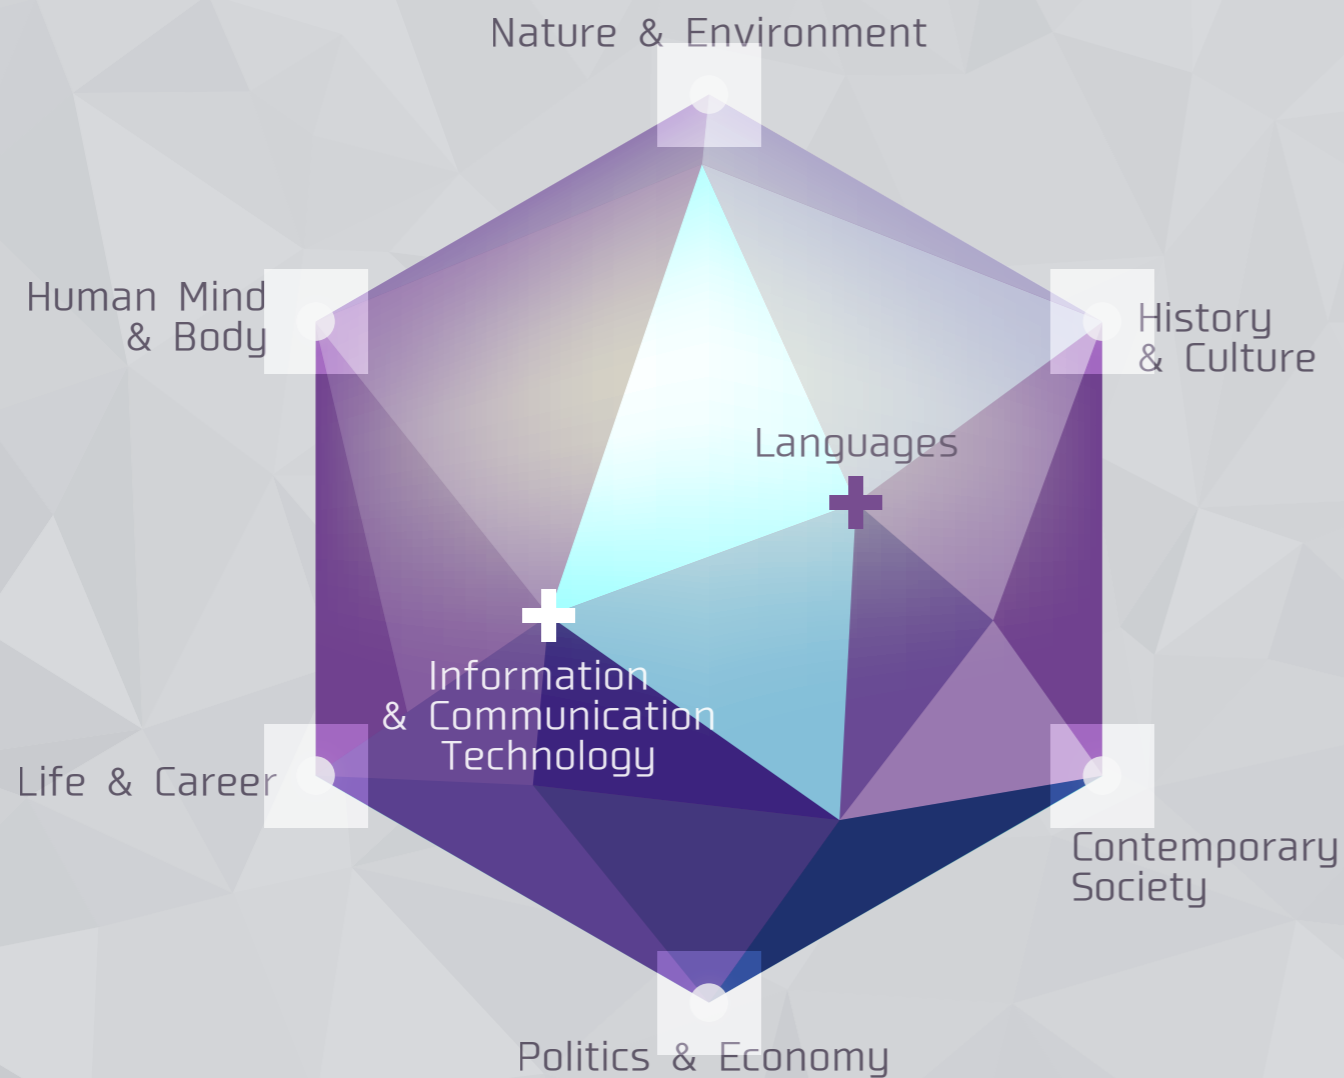 Nature & Environment
Human Mind
& Body
History
& Culture
Languages
Information
& Communication
Technology
Life & Career
Contemporary
Society
Politics & Economy